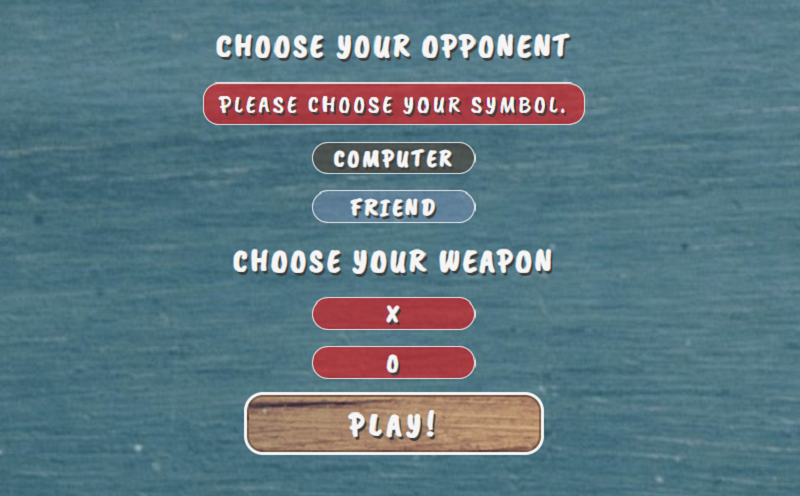 CHOOSE YOUR OPPONENT
PLEASE CHOOSE YOUR SYMBOL.
COMPUTER
FRIEND
CHOOSE YOUR WEAPON
X
O
PLAY!